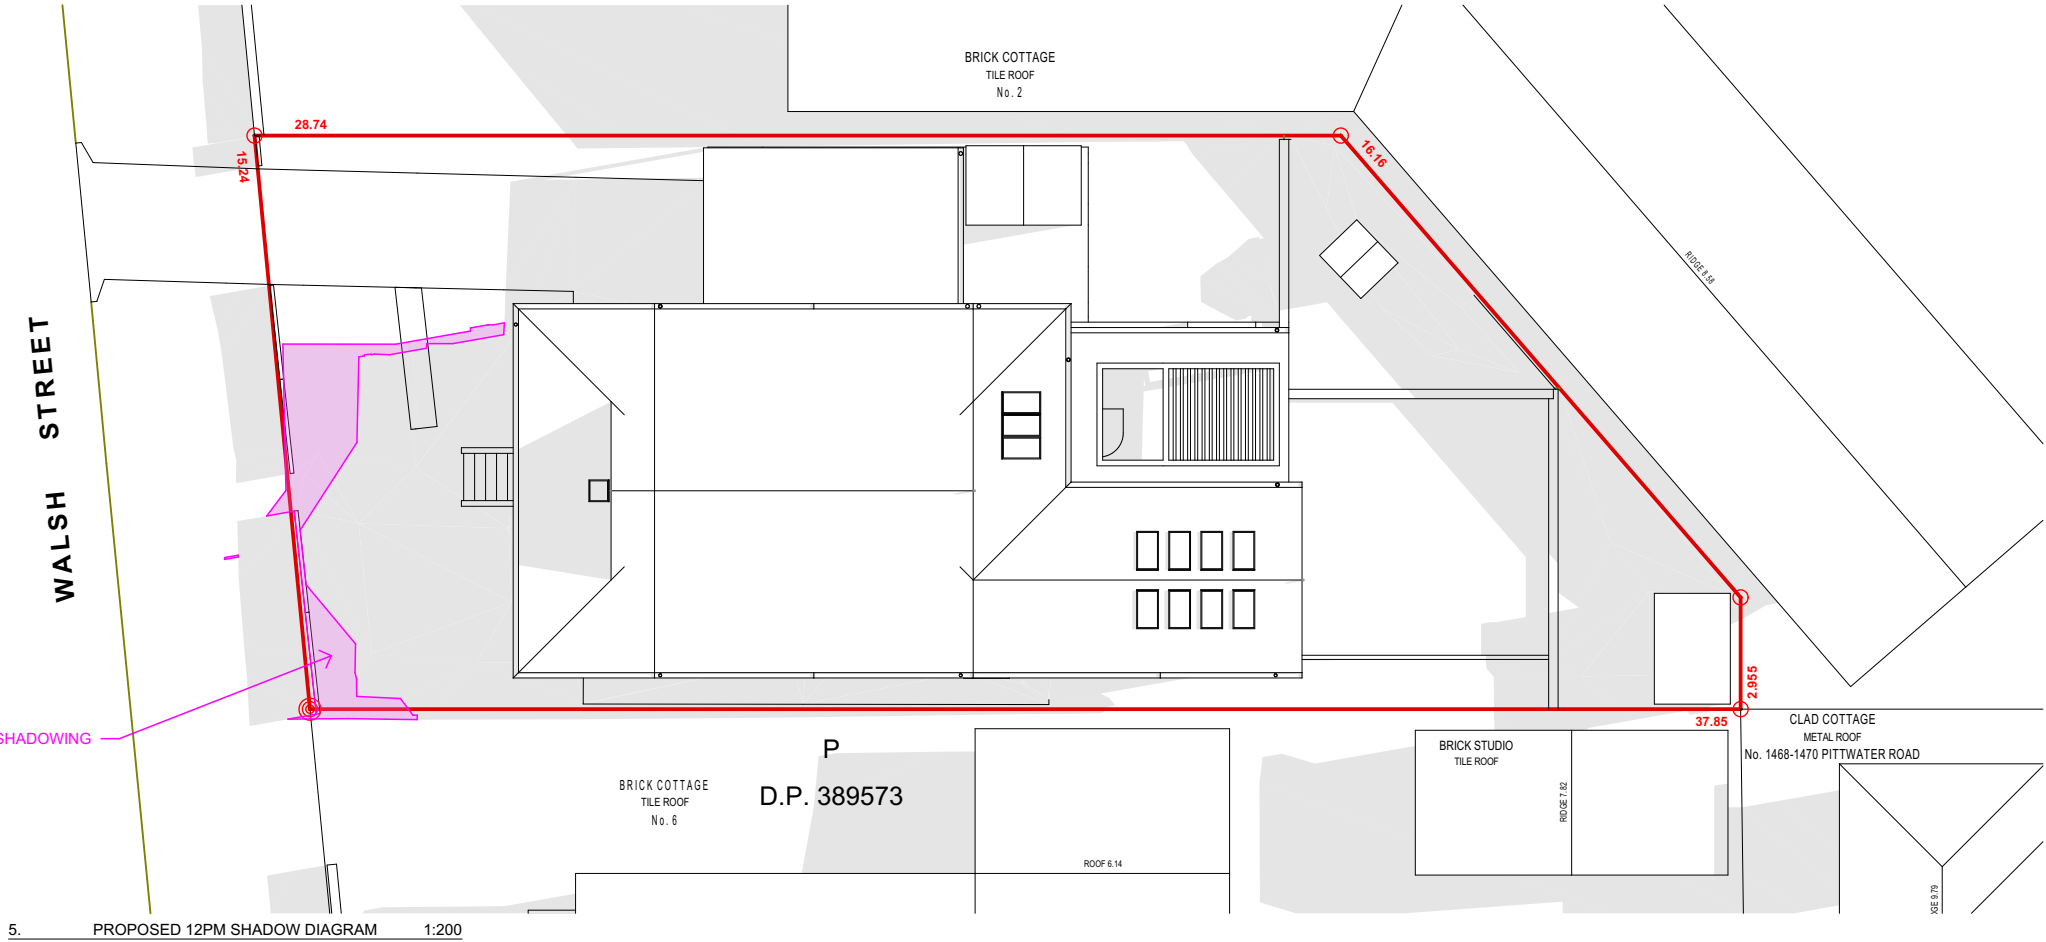 BRICK COTTAGE
TILE ROOF
No. 2
28.74
15.24
16.16
RIDGE 8.58
WALSH STREET
2.955
37.85
SHADOWING
P
D.P. 389573
BRICK COTTAGE
TILE ROOF
No. 6
BRICK STUDIO
TILE ROOF
RIDGE 7.82
CLAD COTTAGE
METAL ROOF
No. 1468-1470 PITTWATER ROAD
ROOF 6.14
9.79
5. PROPOSED 12PM SHADOW DIAGRAM 1:200